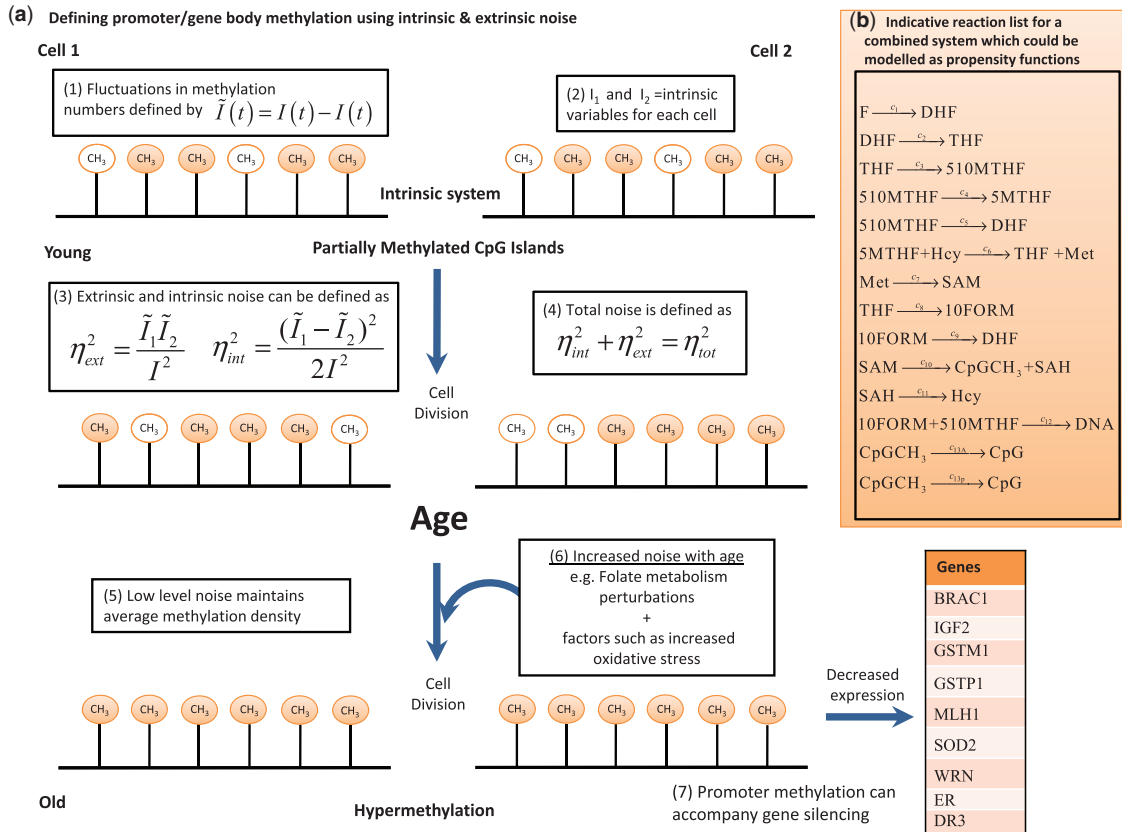 (a) Defining promoter/gene body methylation using intrinsic & extrinsic noise
Cell 1
Cell 2
(1) Fluctuations in methylation
numbers defined by Ĩ(t) = I(t) − I(t)
(2) I₁ and I₂ =intrinsic
variables for each cell
CH₃ CH₃ CH₃ CH₃ CH₃ CH₃
CH₃ CH₃ CH₃ CH₃ CH₃ CH₃
Intrinsic system
Young
Partially Methylated CpG Islands
(3) Extrinsic and intrinsic noise can be defined as
η²ext = Ĩ₁Ĩ₂ / I² η²int = (Ĩ₁ − Ĩ₂)² / 2I²
(4) Total noise is defined as
η²int + η²ext = η²tot
Cell
Division
CH₃ CH₃ CH₃ CH₃ CH₃ CH₃
CH₃ CH₃ CH₃ CH₃ CH₃ CH₃
Age
(5) Low level noise maintains
average methylation density
(6) Increased noise with age
e.g. Folate metabolism
perturbations
+
factors such as increased
oxidative stress
Cell
Division
CH₃ CH₃ CH₃ CH₃ CH₃ CH₃
CH₃ CH₃ CH₃ CH₃ CH₃ CH₃
Old
Hypermethylation
(7) Promoter methylation can
accompany gene silencing
Decreased
expression
(b) Indicative reaction list for a
combined system which could be
modelled as propensity functions
F —c₁→ DHF
DHF —c₂→ THF
THF —c₃→ 510MTHF
510MTHF —c₄→ 5MTHF
510MTHF —c₅→ DHF
5MTHF+Hcy —c₆→ THF +Met
Met —c₇→ SAM
THF —c₈→ 10FORM
10FORM —c₉→ DHF
SAM —c₁₀→ CpGCH₃+SAH
SAH —c₁₁→ Hcy
10FORM+510MTHF —c₁₂→ DNA
CpGCH₃ —c₁₃A→ CpG
CpGCH₃ —c₁₃p→ CpG
Genes
BRAC1
IGF2
GSTM1
GSTP1
MLH1
SOD2
WRN
ER
DR3